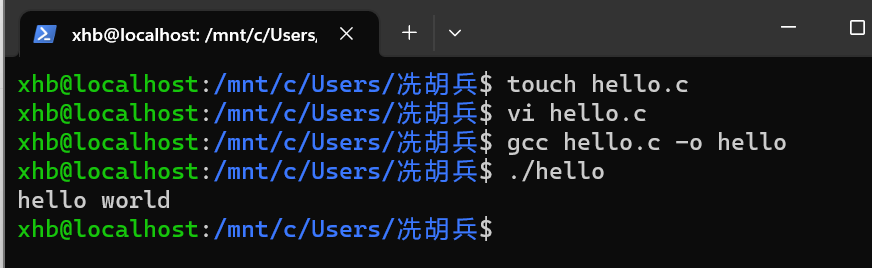 xhb@localhost: /mnt/c/Users,
xhb@localhost:/mnt/c/Users/冼胡兵$ touch hello.c
xhb@localhost:/mnt/c/Users/冼胡兵$ vi hello.c
xhb@localhost:/mnt/c/Users/冼胡兵$ gcc hello.c -o hello
xhb@localhost:/mnt/c/Users/冼胡兵$ ./hello
hello world
xhb@localhost:/mnt/c/Users/冼胡兵$